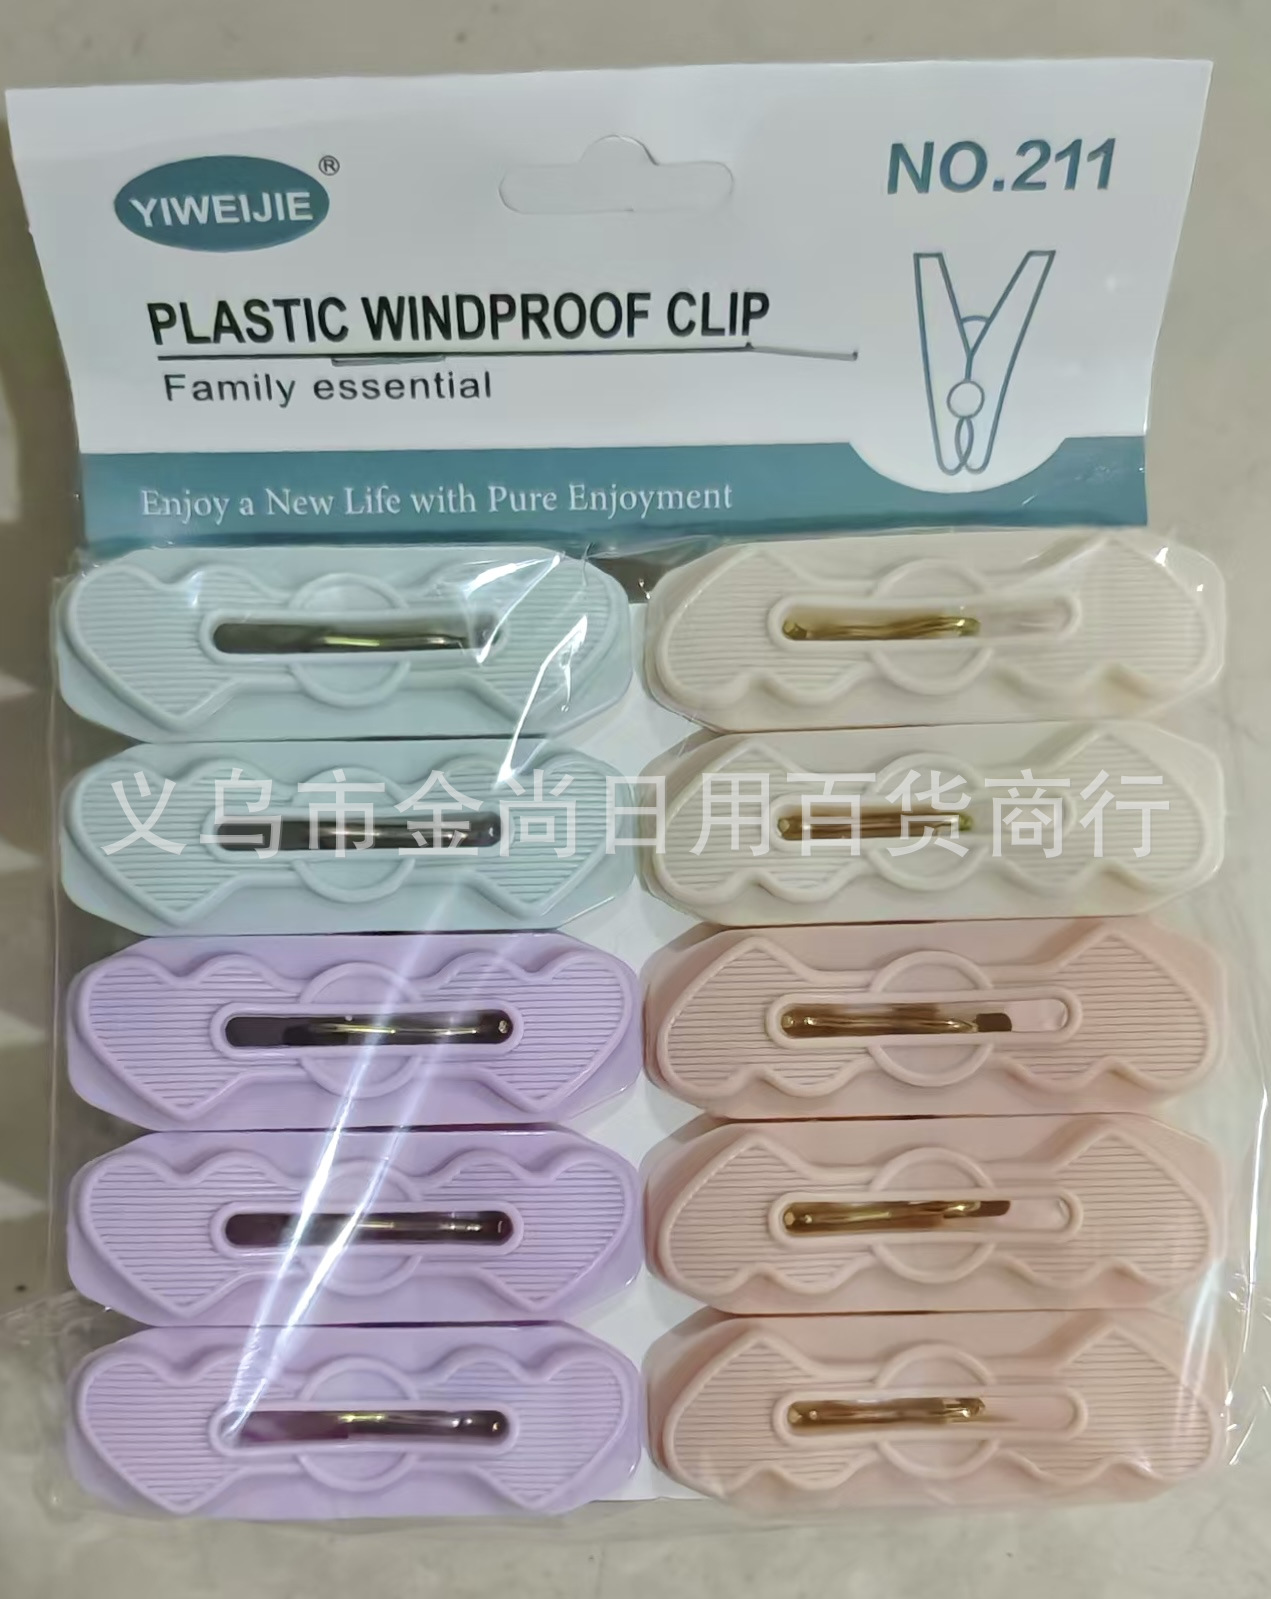 YIWEIJIE®
NO.211
PLASTIC WINDPROOF CLIP
Family essential
Enjoy a New Life with Pure Enjoyment
义乌市金尚日用百货商行